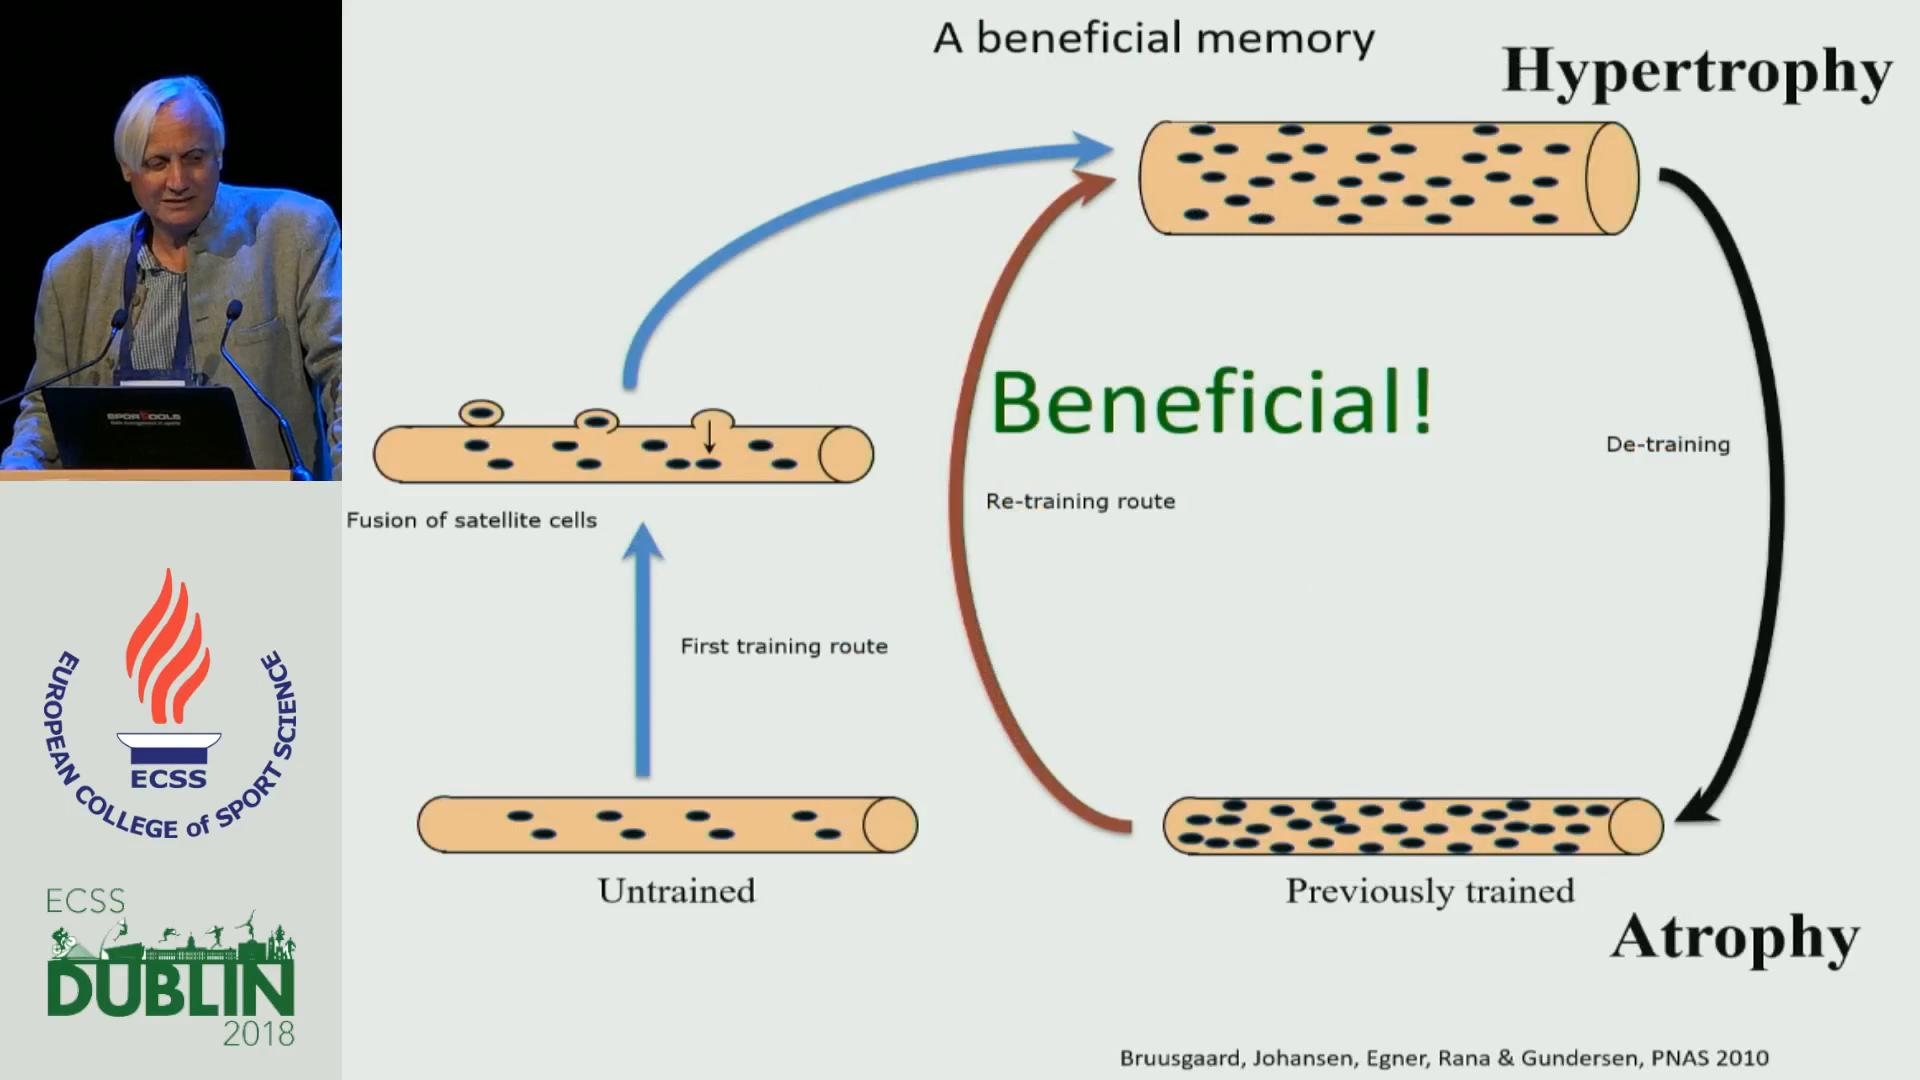 A beneficial memory
Hypertrophy
Beneficial!
De-training
Re-training route
Fusion of satellite cells
First training route
Untrained
Previously trained
Atrophy
Bruusgaard, Johansen, Egner, Rana & Gundersen, PNAS 2010
EUROPEAN COLLEGE of SPORT SCIENCE
ECSS
ECSS
DUBLIN
2018